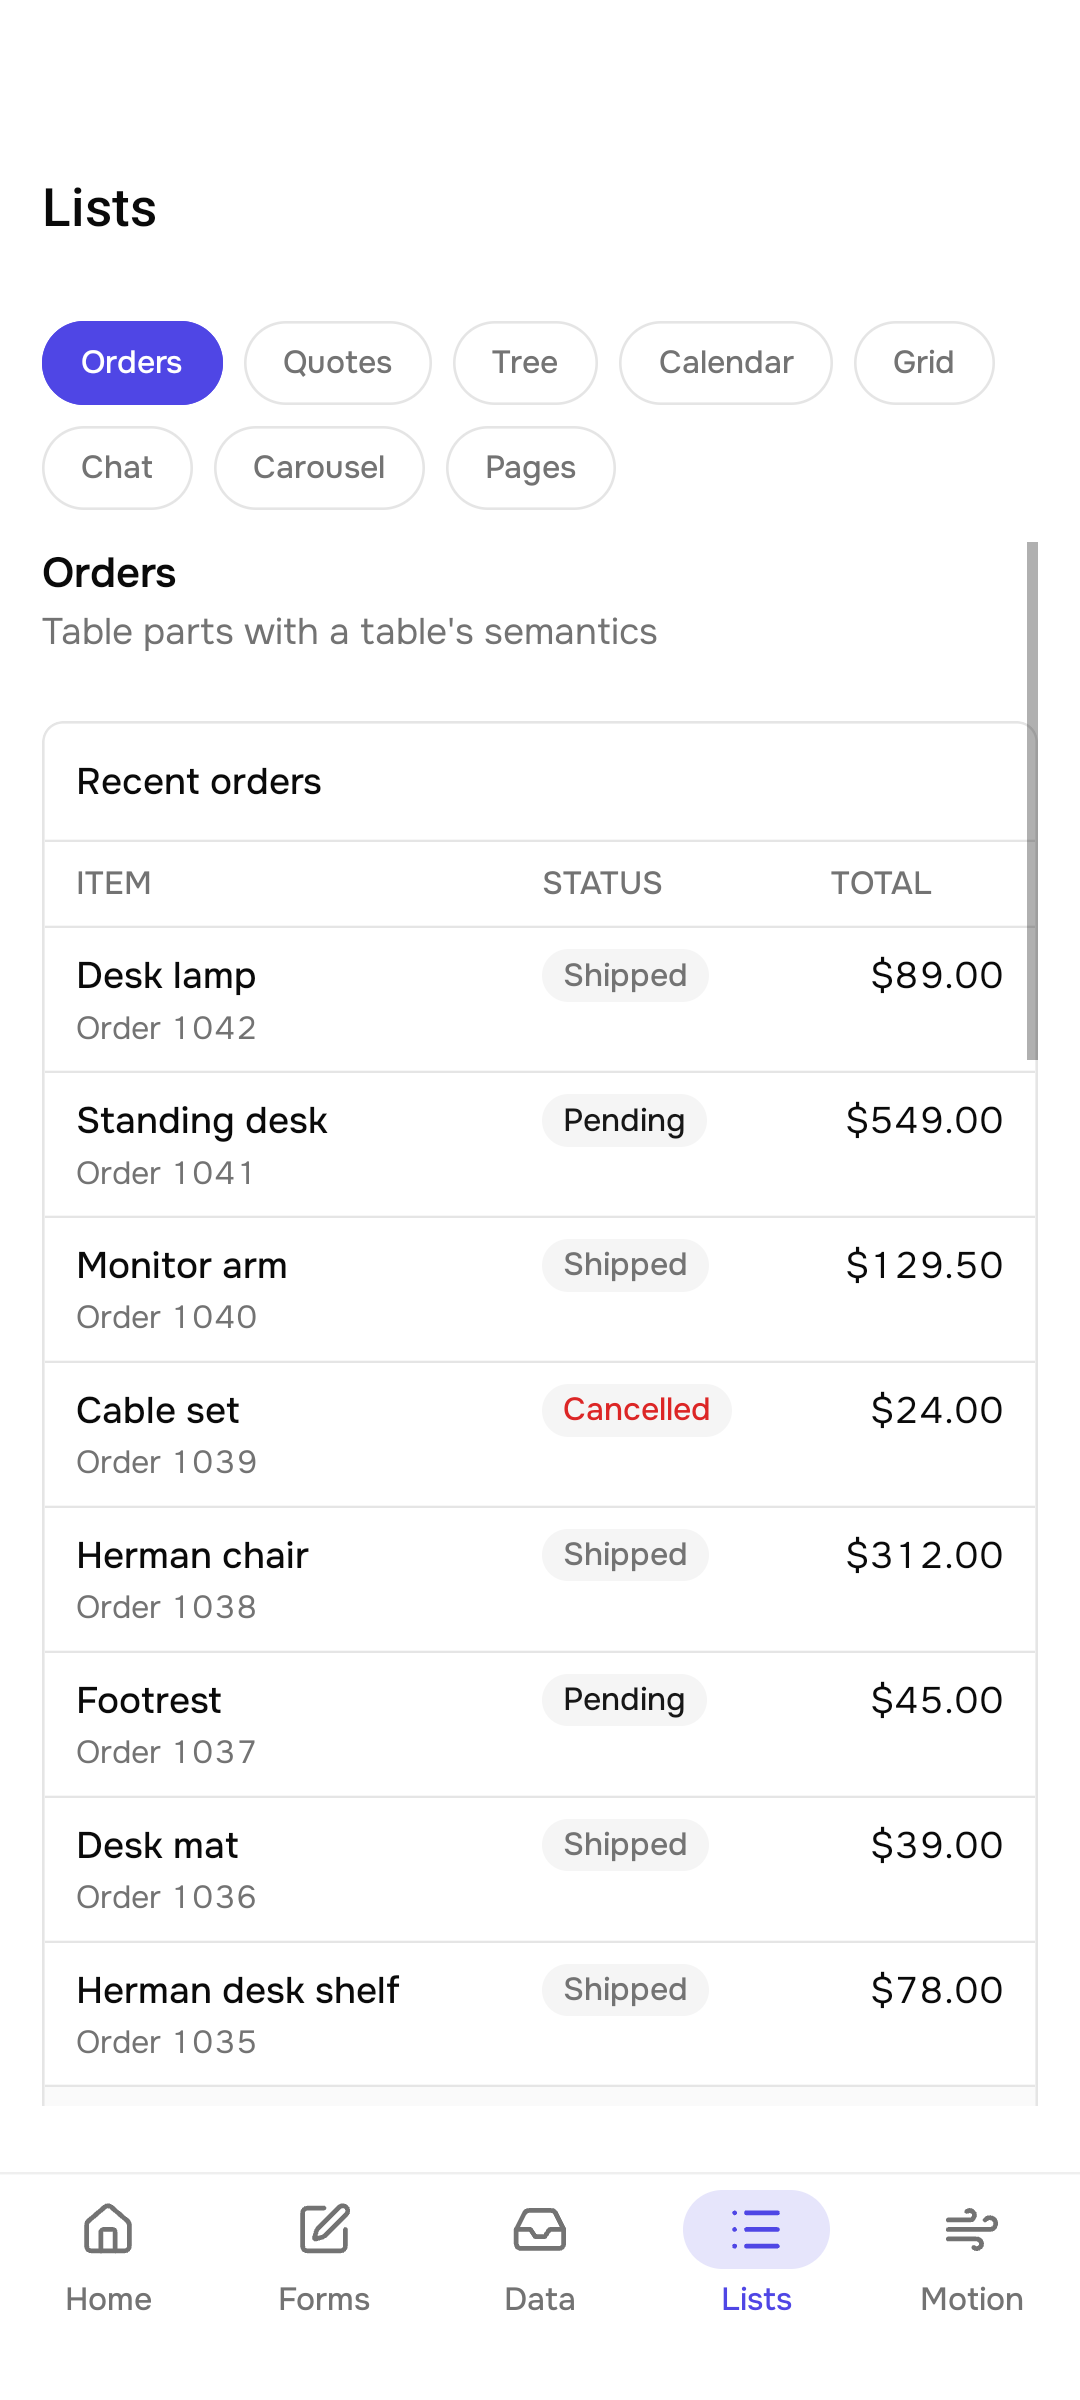 Lists
Orders Quotes Tree Calendar Grid
Chat Carousel Pages
Orders
Table parts with a table's semantics
Recent orders
ITEM STATUS TOTAL
Desk lamp Shipped $89.00
Order 1042
Standing desk Pending $549.00
Order 1041
Monitor arm Shipped $129.50
Order 1040
Cable set Cancelled $24.00
Order 1039
Herman chair Shipped $312.00
Order 1038
Footrest Pending $45.00
Order 1037
Desk mat Shipped $39.00
Order 1036
Herman desk shelf Shipped $78.00
Order 1035
Home Forms Data Lists Motion